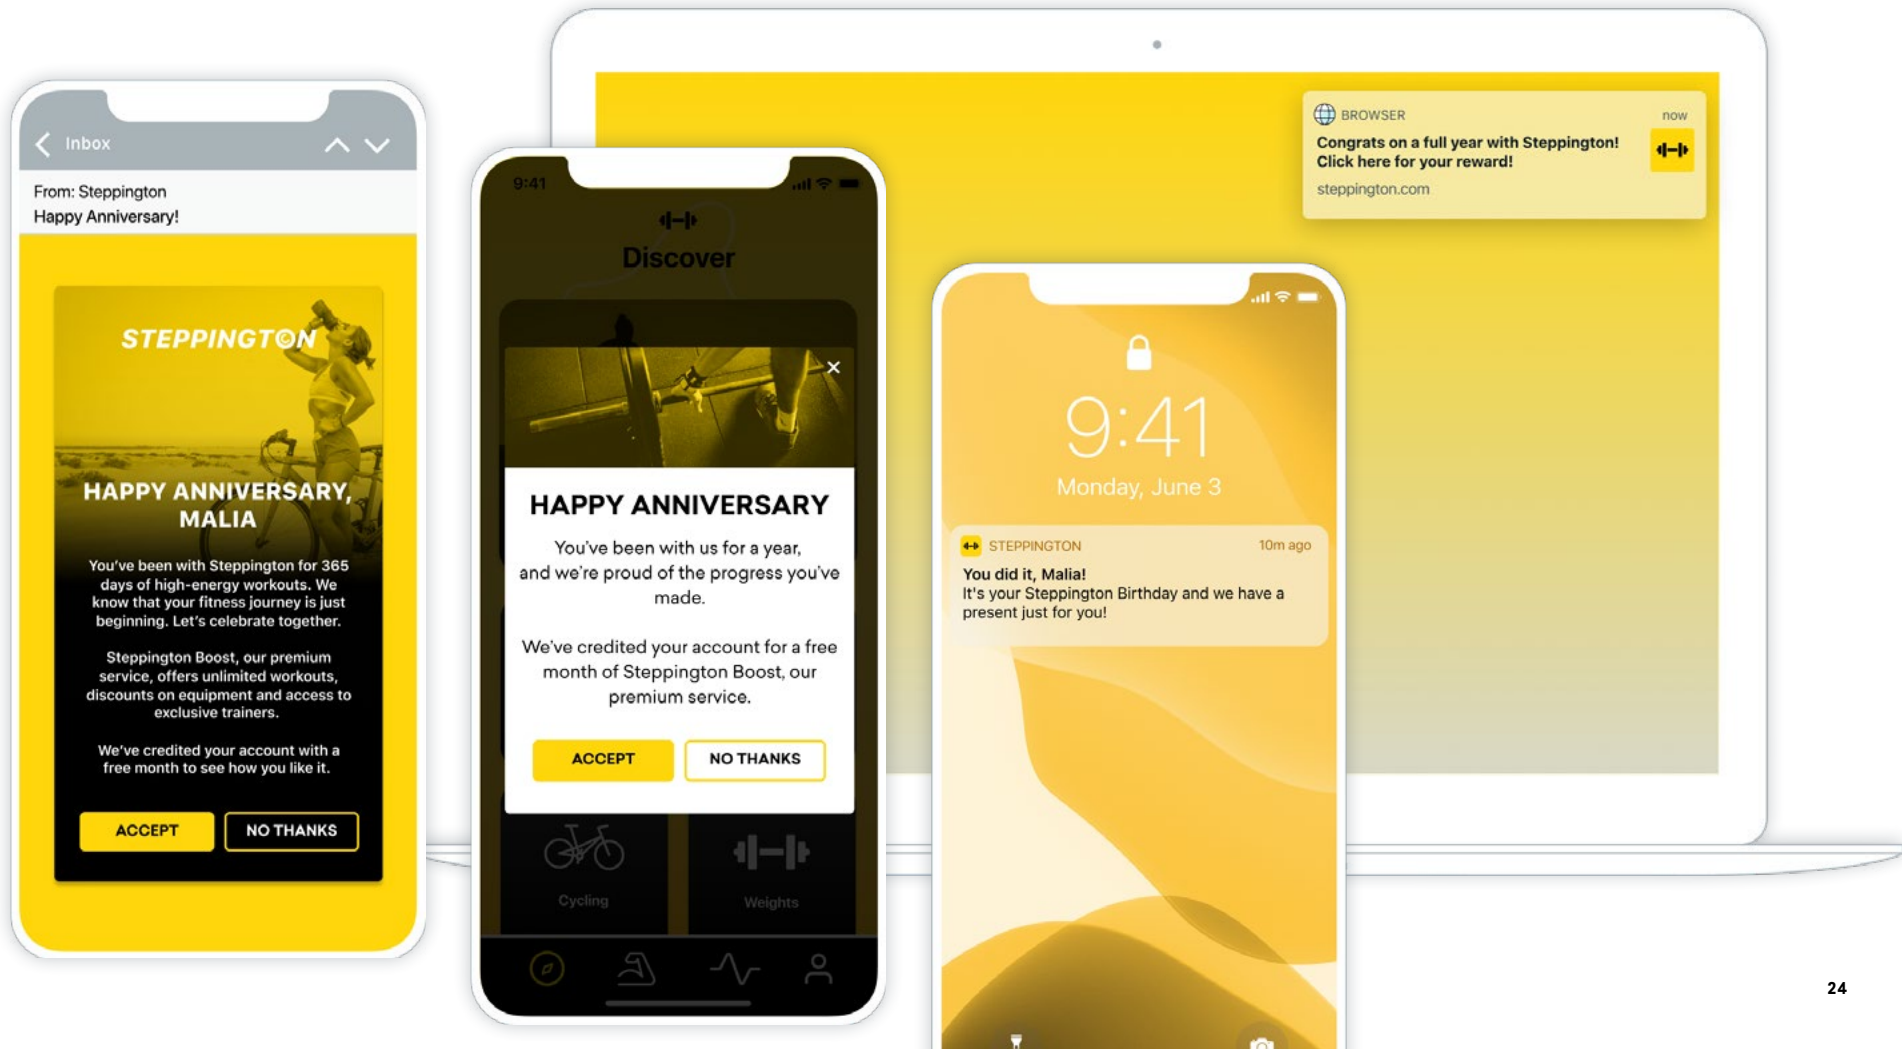 Inbox
From: Steppington
Happy Anniversary!
STEPPINGTON
HAPPY ANNIVERSARY,
MALIA
You've been with Steppington for 365
days of high-energy workouts. We
know that your fitness journey is just
beginning. Let's celebrate together.
Steppington Boost, our premium
service, offers unlimited workouts,
discounts on equipment and access to
exclusive trainers.
We've credited your account with a
free month to see how you like it.
ACCEPT
NO THANKS
9:41
Discover
HAPPY ANNIVERSARY
You've been with us for a year,
and we're proud of the progress you've
made.
We've credited your account for a free
month of Steppington Boost, our
premium service.
ACCEPT
NO THANKS
Cycling
Weights
9:41
Monday, June 3
STEPPINGTON
10m ago
You did it, Malia!
It's your Steppington Birthday and we have a
present just for you!
BROWSER
now
Congrats on a full year with Steppington!
Click here for your reward!
steppington.com
24